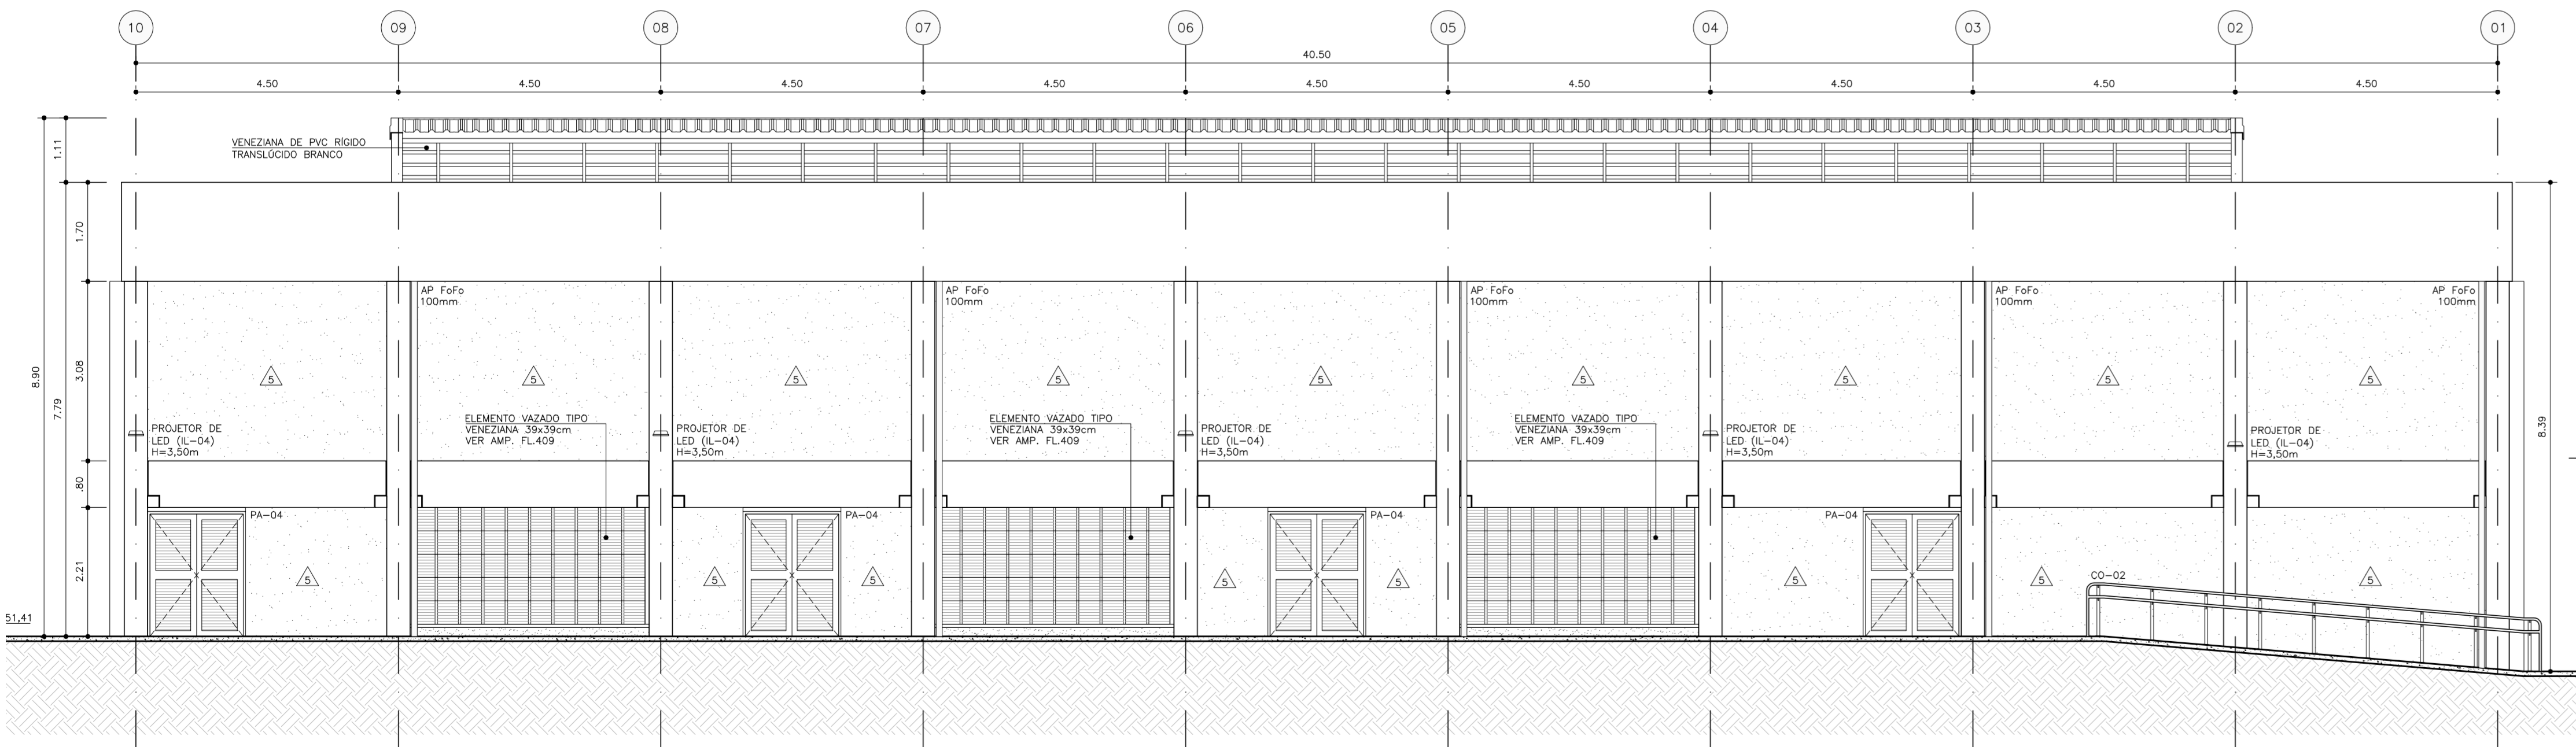 10 09 08 07 06 05 04 03 02 01
40.50
4.50 4.50 4.50 4.50 4.50 4.50 4.50 4.50 4.50
1.11
VENEZIANA DE PVC RÍGIDO
TRANSLÚCIDO BRANCO
1.70
8.90
7.79
3.08
.80
2.21
51,41
8.39
AP FoFo
100mm
AP FoFo
100mm
AP FoFo
100mm
AP FoFo
100mm
AP FoFo
100mm
5 5 5 5 5 5 5 5 5
PROJETOR DE
LED (IL-04)
H=3,50m
ELEMENTO VAZADO TIPO
VENEZIANA 39x39cm
VER AMP. FL.409
PROJETOR DE
LED (IL-04)
H=3,50m
ELEMENTO VAZADO TIPO
VENEZIANA 39x39cm
VER AMP. FL.409
PROJETOR DE
LED (IL-04)
H=3,50m
ELEMENTO VAZADO TIPO
VENEZIANA 39x39cm
VER AMP. FL.409
PROJETOR DE
LED (IL-04)
H=3,50m
PROJETOR DE
LED (IL-04)
H=3,50m
PA-04 PA-04 PA-04 PA-04
5 5 5 5 5 5 5 5
CO-02